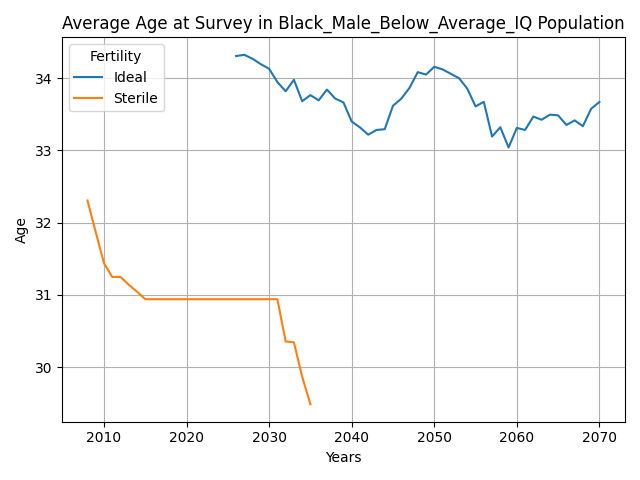 Average Age at Survey in Black_Male_Below_Average_IQ Population
Fertility
Ideal
Sterile
Age
34
33
32
31
30
2010 2020 2030 2040 2050 2060 2070
Years